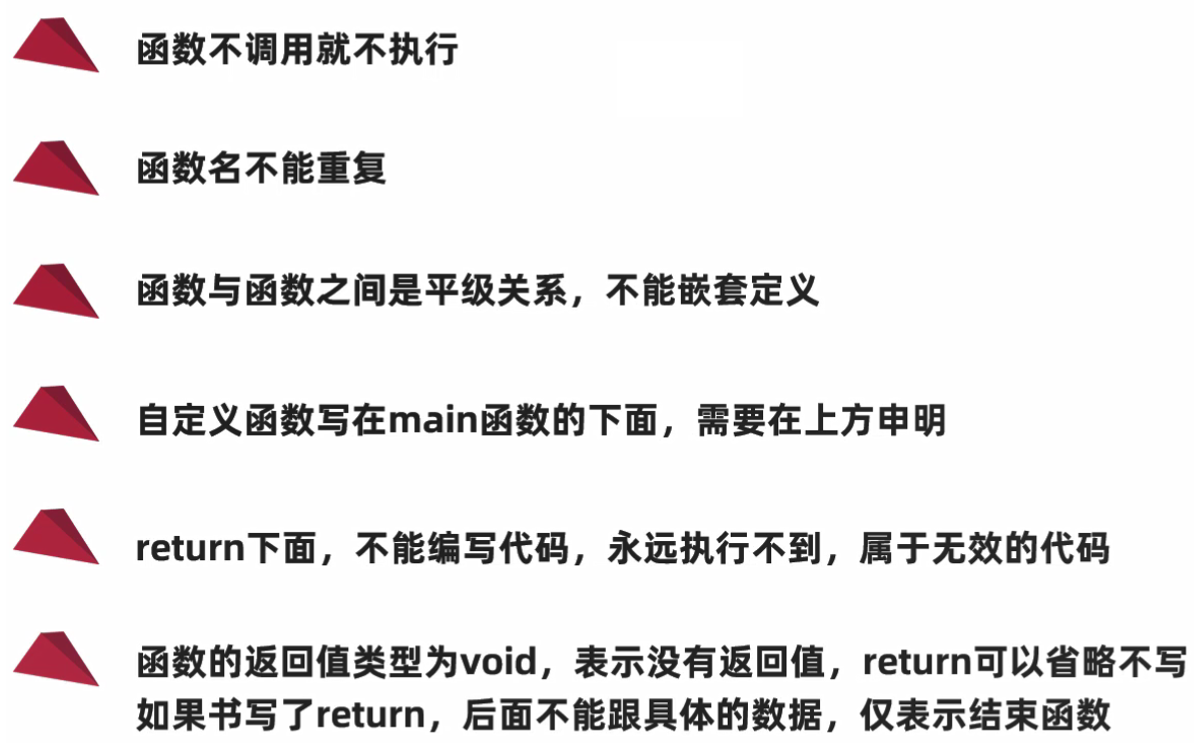 函数不调用就不执行
函数名不能重复
函数与函数之间是平级关系，不能嵌套定义
自定义函数写在main函数的下面，需要在上方申明
return下面，不能编写代码，永远执行不到，属于无效的代码
函数的返回值类型为void，表示没有返回值，return可以省略不写
如果书写了return，后面不能跟具体的数据，仅表示结束函数